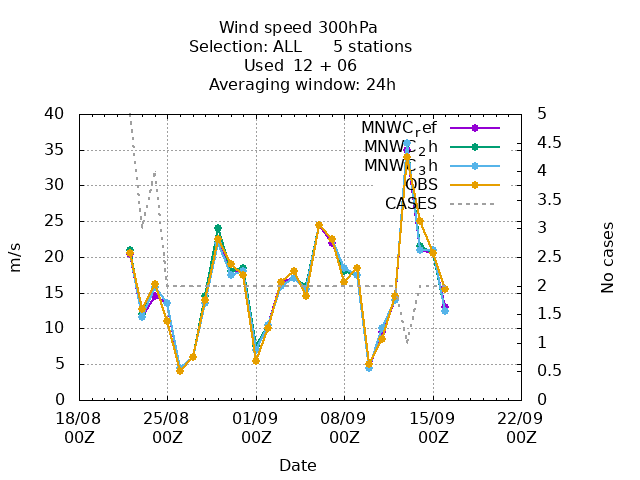 Wind speed 300hPa
Selection: ALL 5 stations
Used 12 + 06
Averaging window: 24h
40
35
30
25
20
15
10
5
0
m/s
5
4.5
4
3.5
3
2.5
2
1.5
1
0.5
0
No cases
MNWCref
MNWC2h
MNWC3h
OBS
CASES
18/08 25/08 01/09 08/09 15/09 22/09
00Z 00Z 00Z 00Z 00Z 00Z
Date